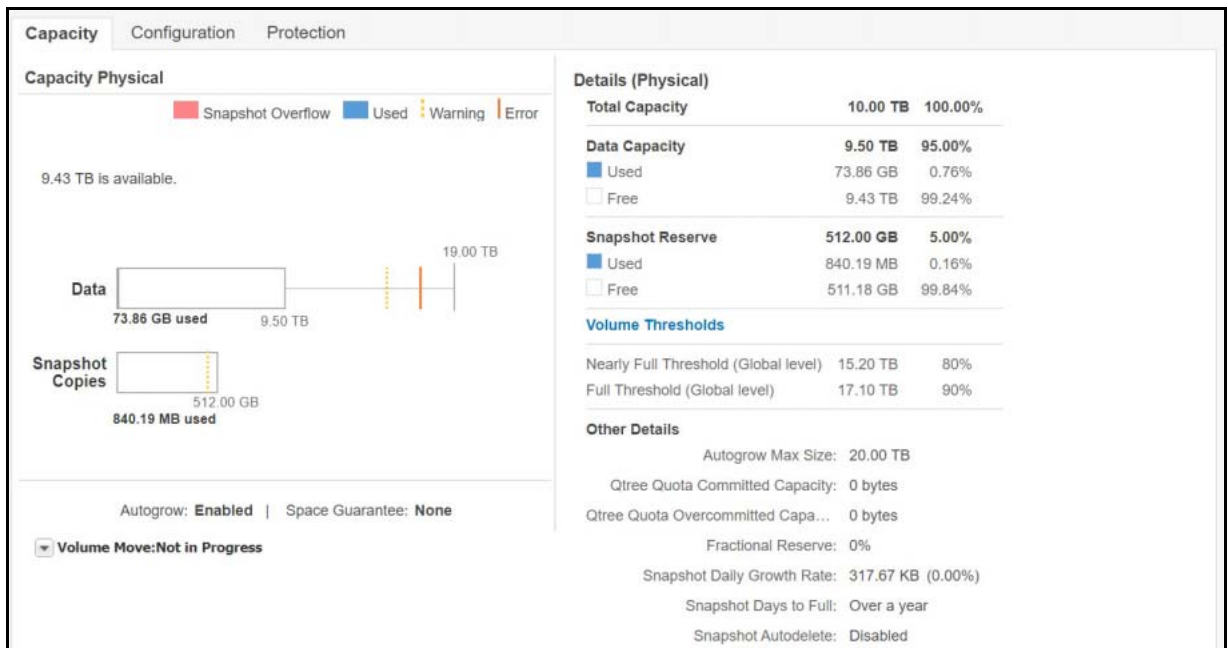 Capacity Configuration Protection
Capacity Physical
Snapshot Overflow Used Warning Error
9.43 TB is available.
19.00 TB
Data
73.86 GB used 9.50 TB
Snapshot
Copies
512.00 GB
840.19 MB used
Autogrow: Enabled | Space Guarantee: None
Volume Move:Not in Progress
Details (Physical)
Total Capacity 10.00 TB 100.00%
Data Capacity 9.50 TB 95.00%
Used 73.86 GB 0.76%
Free 9.43 TB 99.24%
Snapshot Reserve 512.00 GB 5.00%
Used 840.19 MB 0.16%
Free 511.18 GB 99.84%
Volume Thresholds
Nearly Full Threshold (Global level) 15.20 TB 80%
Full Threshold (Global level) 17.10 TB 90%
Other Details
Autogrow Max Size: 20.00 TB
Qtree Quota Committed Capacity: 0 bytes
Qtree Quota Overcommitted Capa... 0 bytes
Fractional Reserve: 0%
Snapshot Daily Growth Rate: 317.67 KB (0.00%)
Snapshot Days to Full: Over a year
Snapshot Autodelete: Disabled